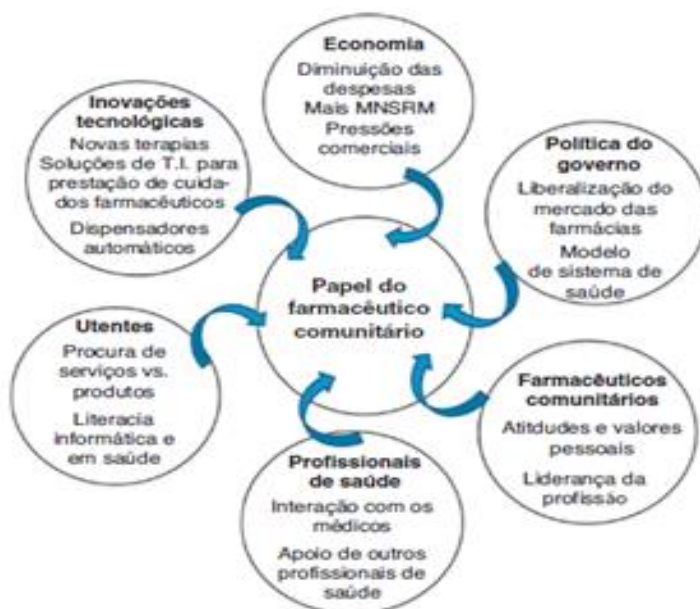 Economia
Diminuição das
despesas
Mais MNSRM
Pressões
comerciais
Inovações
tecnológicas
Novas terapias
Soluções de T.I. para
prestação de cuida-
dos farmacêuticos
Dispensadores
automáticos
Política do
governo
Liberalização do
mercado das
farmácias
Modelo
de sistema de
saúde
Papel do
farmacêutico
comunitário
Utentes
Procura de
serviços vs.
produtos
Literacia
informática e
em saúde
Farmacêuticos
comunitários
Atitdudes e valores
pessoais
Liderança da
profissão
Profissionais
de saúde
Interação com os
médicos
Apoio de outros
profissionais de
saúde